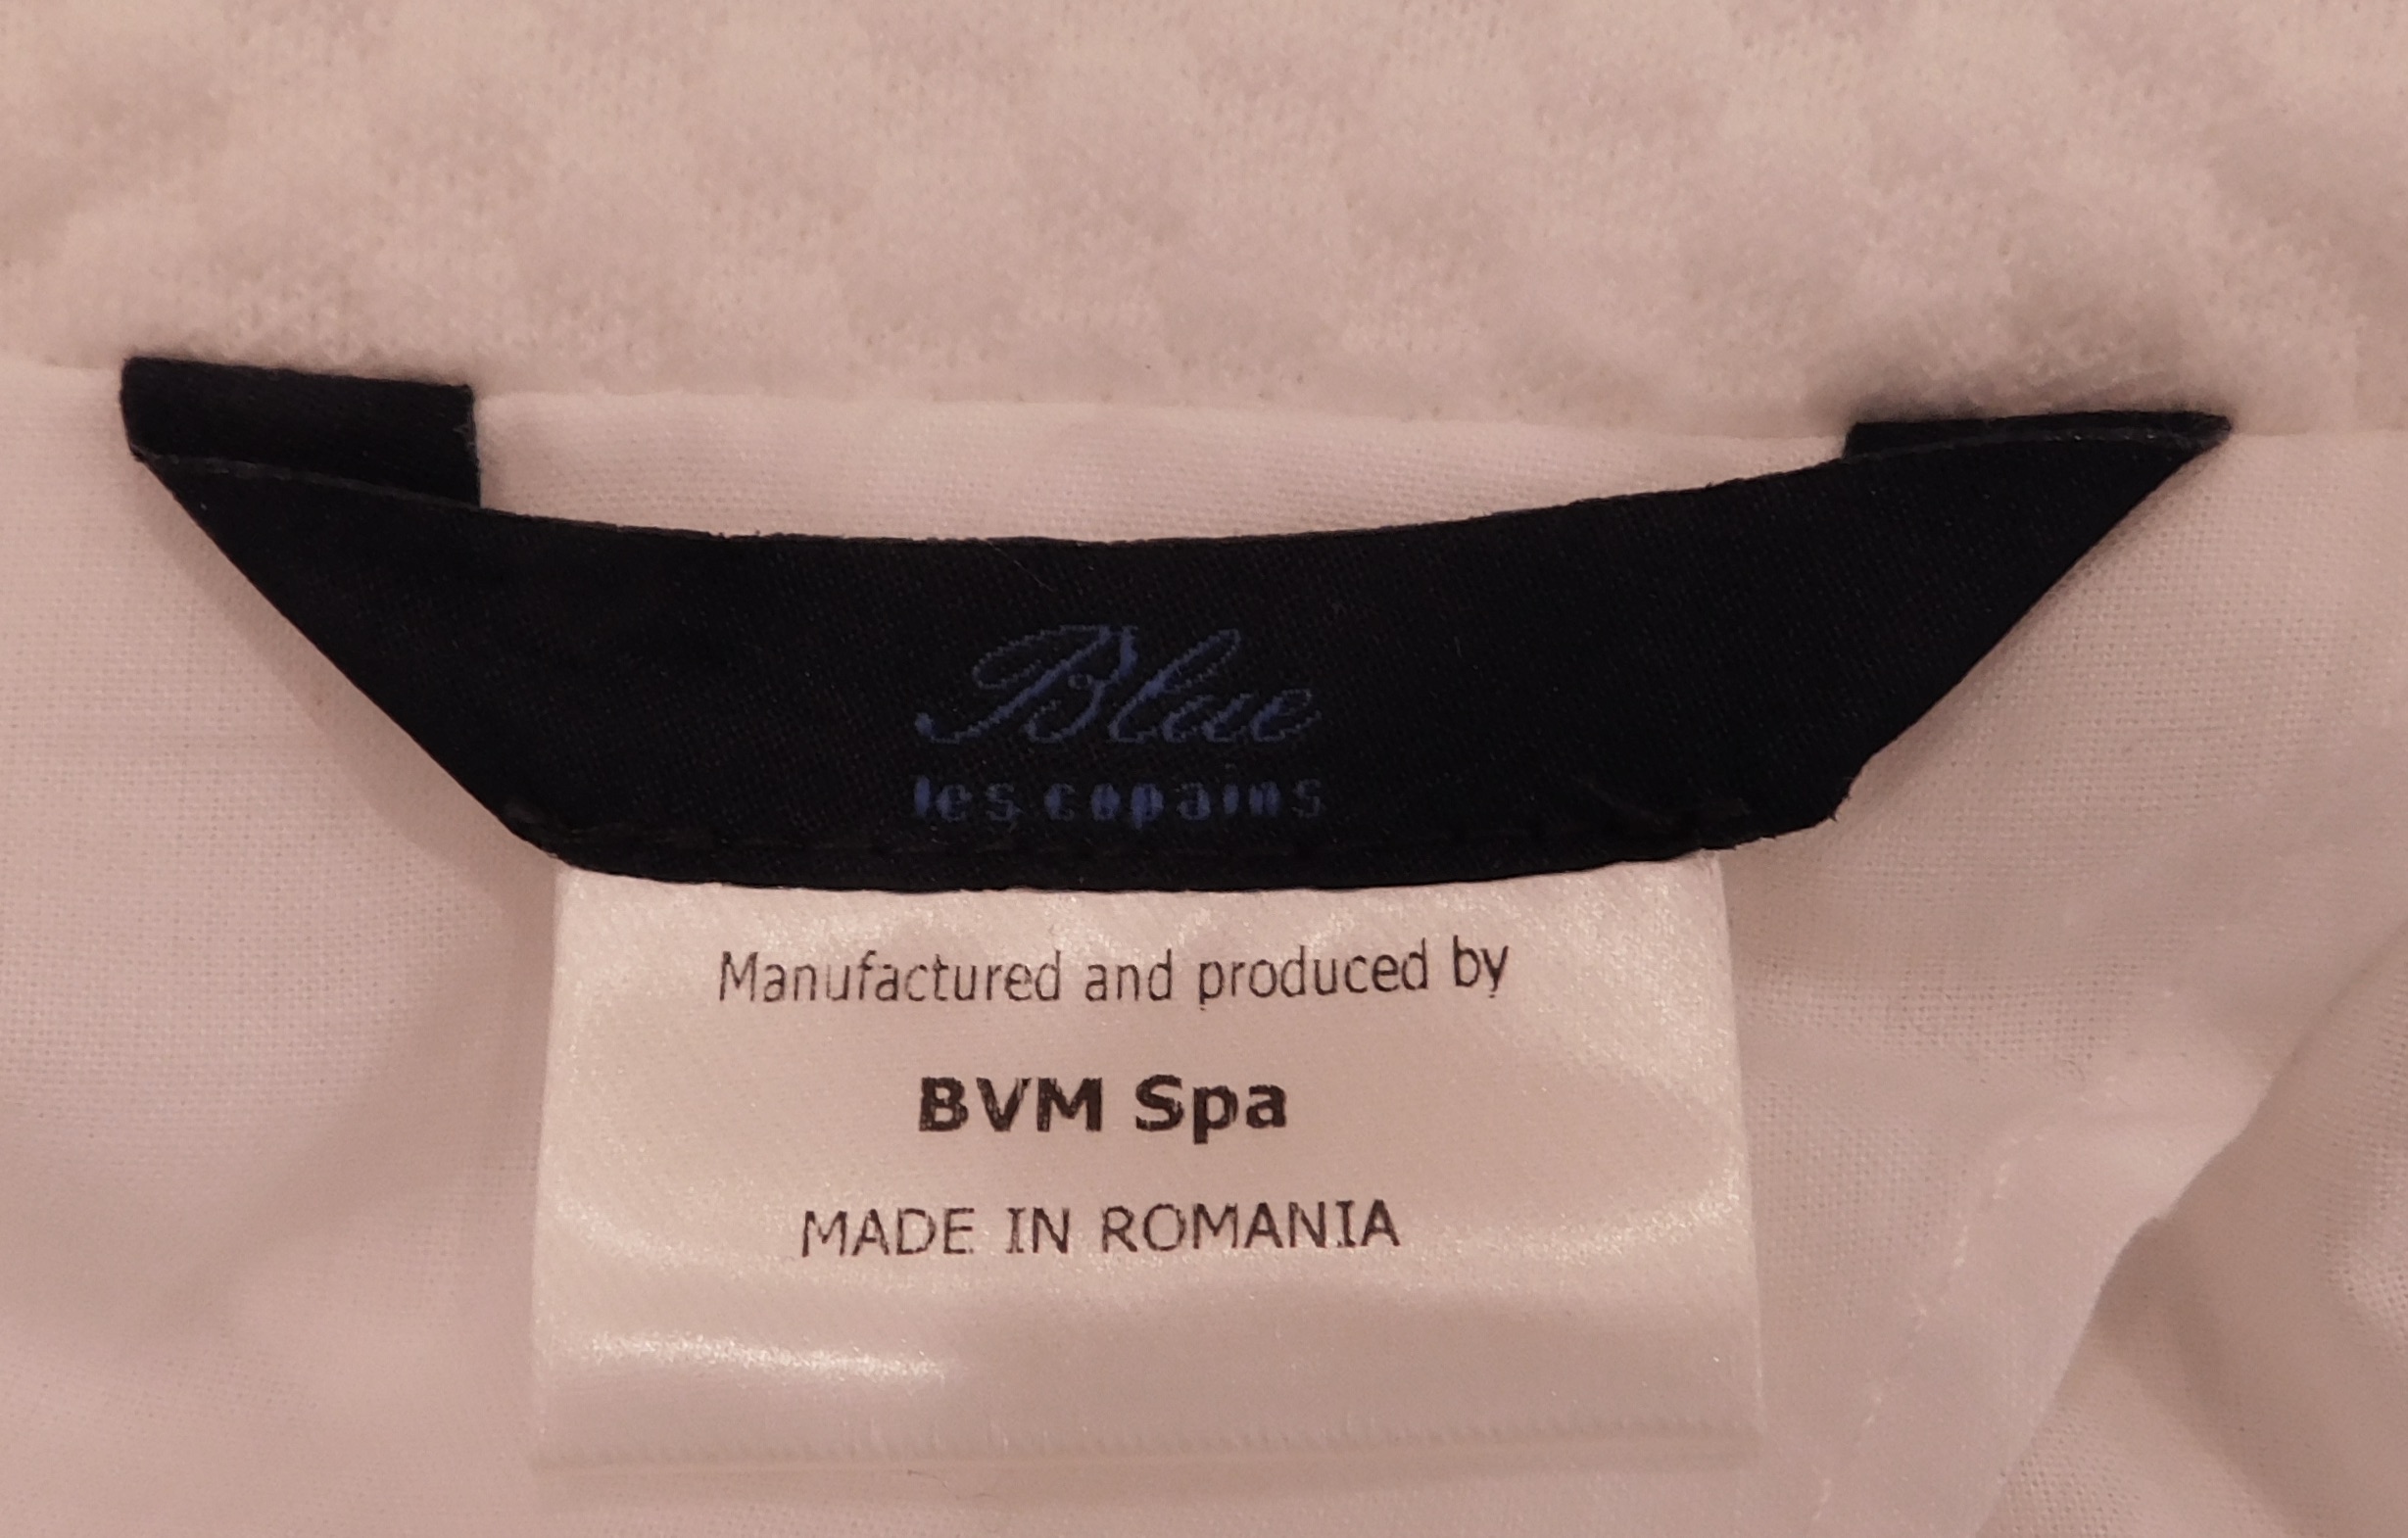 Blue
les copains
Manufactured and produced by
BVM Spa
MADE IN ROMANIA